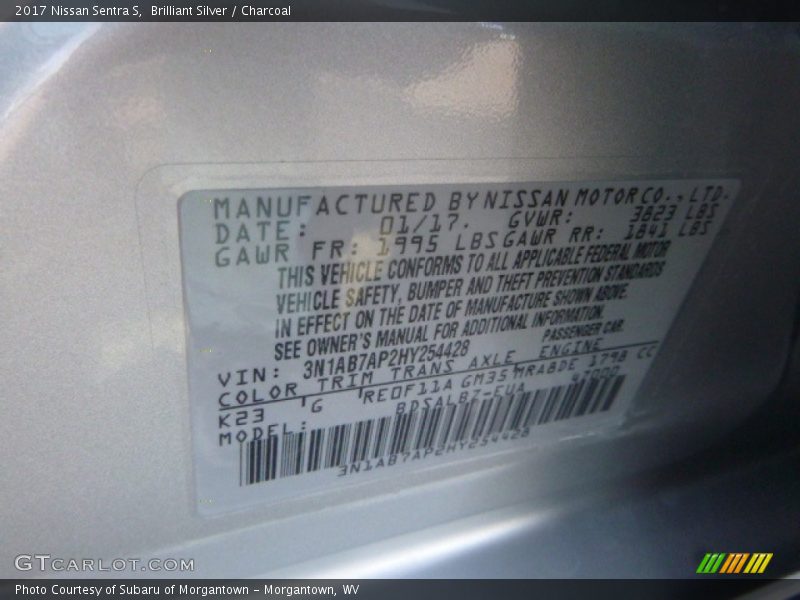 2017 Nissan Sentra S, Brilliant Silver / Charcoal
MANUFACTURED BY NISSAN MOTOR CO., LTD.
DATE: 01/17. GVWR: 3823 LBS
GAWR FR: 1995 LBS GAWR RR: 1841 LBS
THIS VEHICLE CONFORMS TO ALL APPLICABLE FEDERAL MOTOR
VEHICLE SAFETY, BUMPER AND THEFT PREVENTION STANDARDS
IN EFFECT ON THE DATE OF MANUFACTURE SHOWN ABOVE.
SEE OWNER'S MANUAL FOR ADDITIONAL INFORMATION.
VIN: 3N1AB7AP2HY254428 PASSENGER CAR.
COLOR TRIM TRANS AXLE ENGINE
K23 G RE0F11A GM35 MRA8DE 1798 CC
MODEL: BDSALB7-EUA 47000
3N1AB7AP2HY254428
GTCARLOT.COM
Photo Courtesy of Subaru of Morgantown - Morgantown, WV